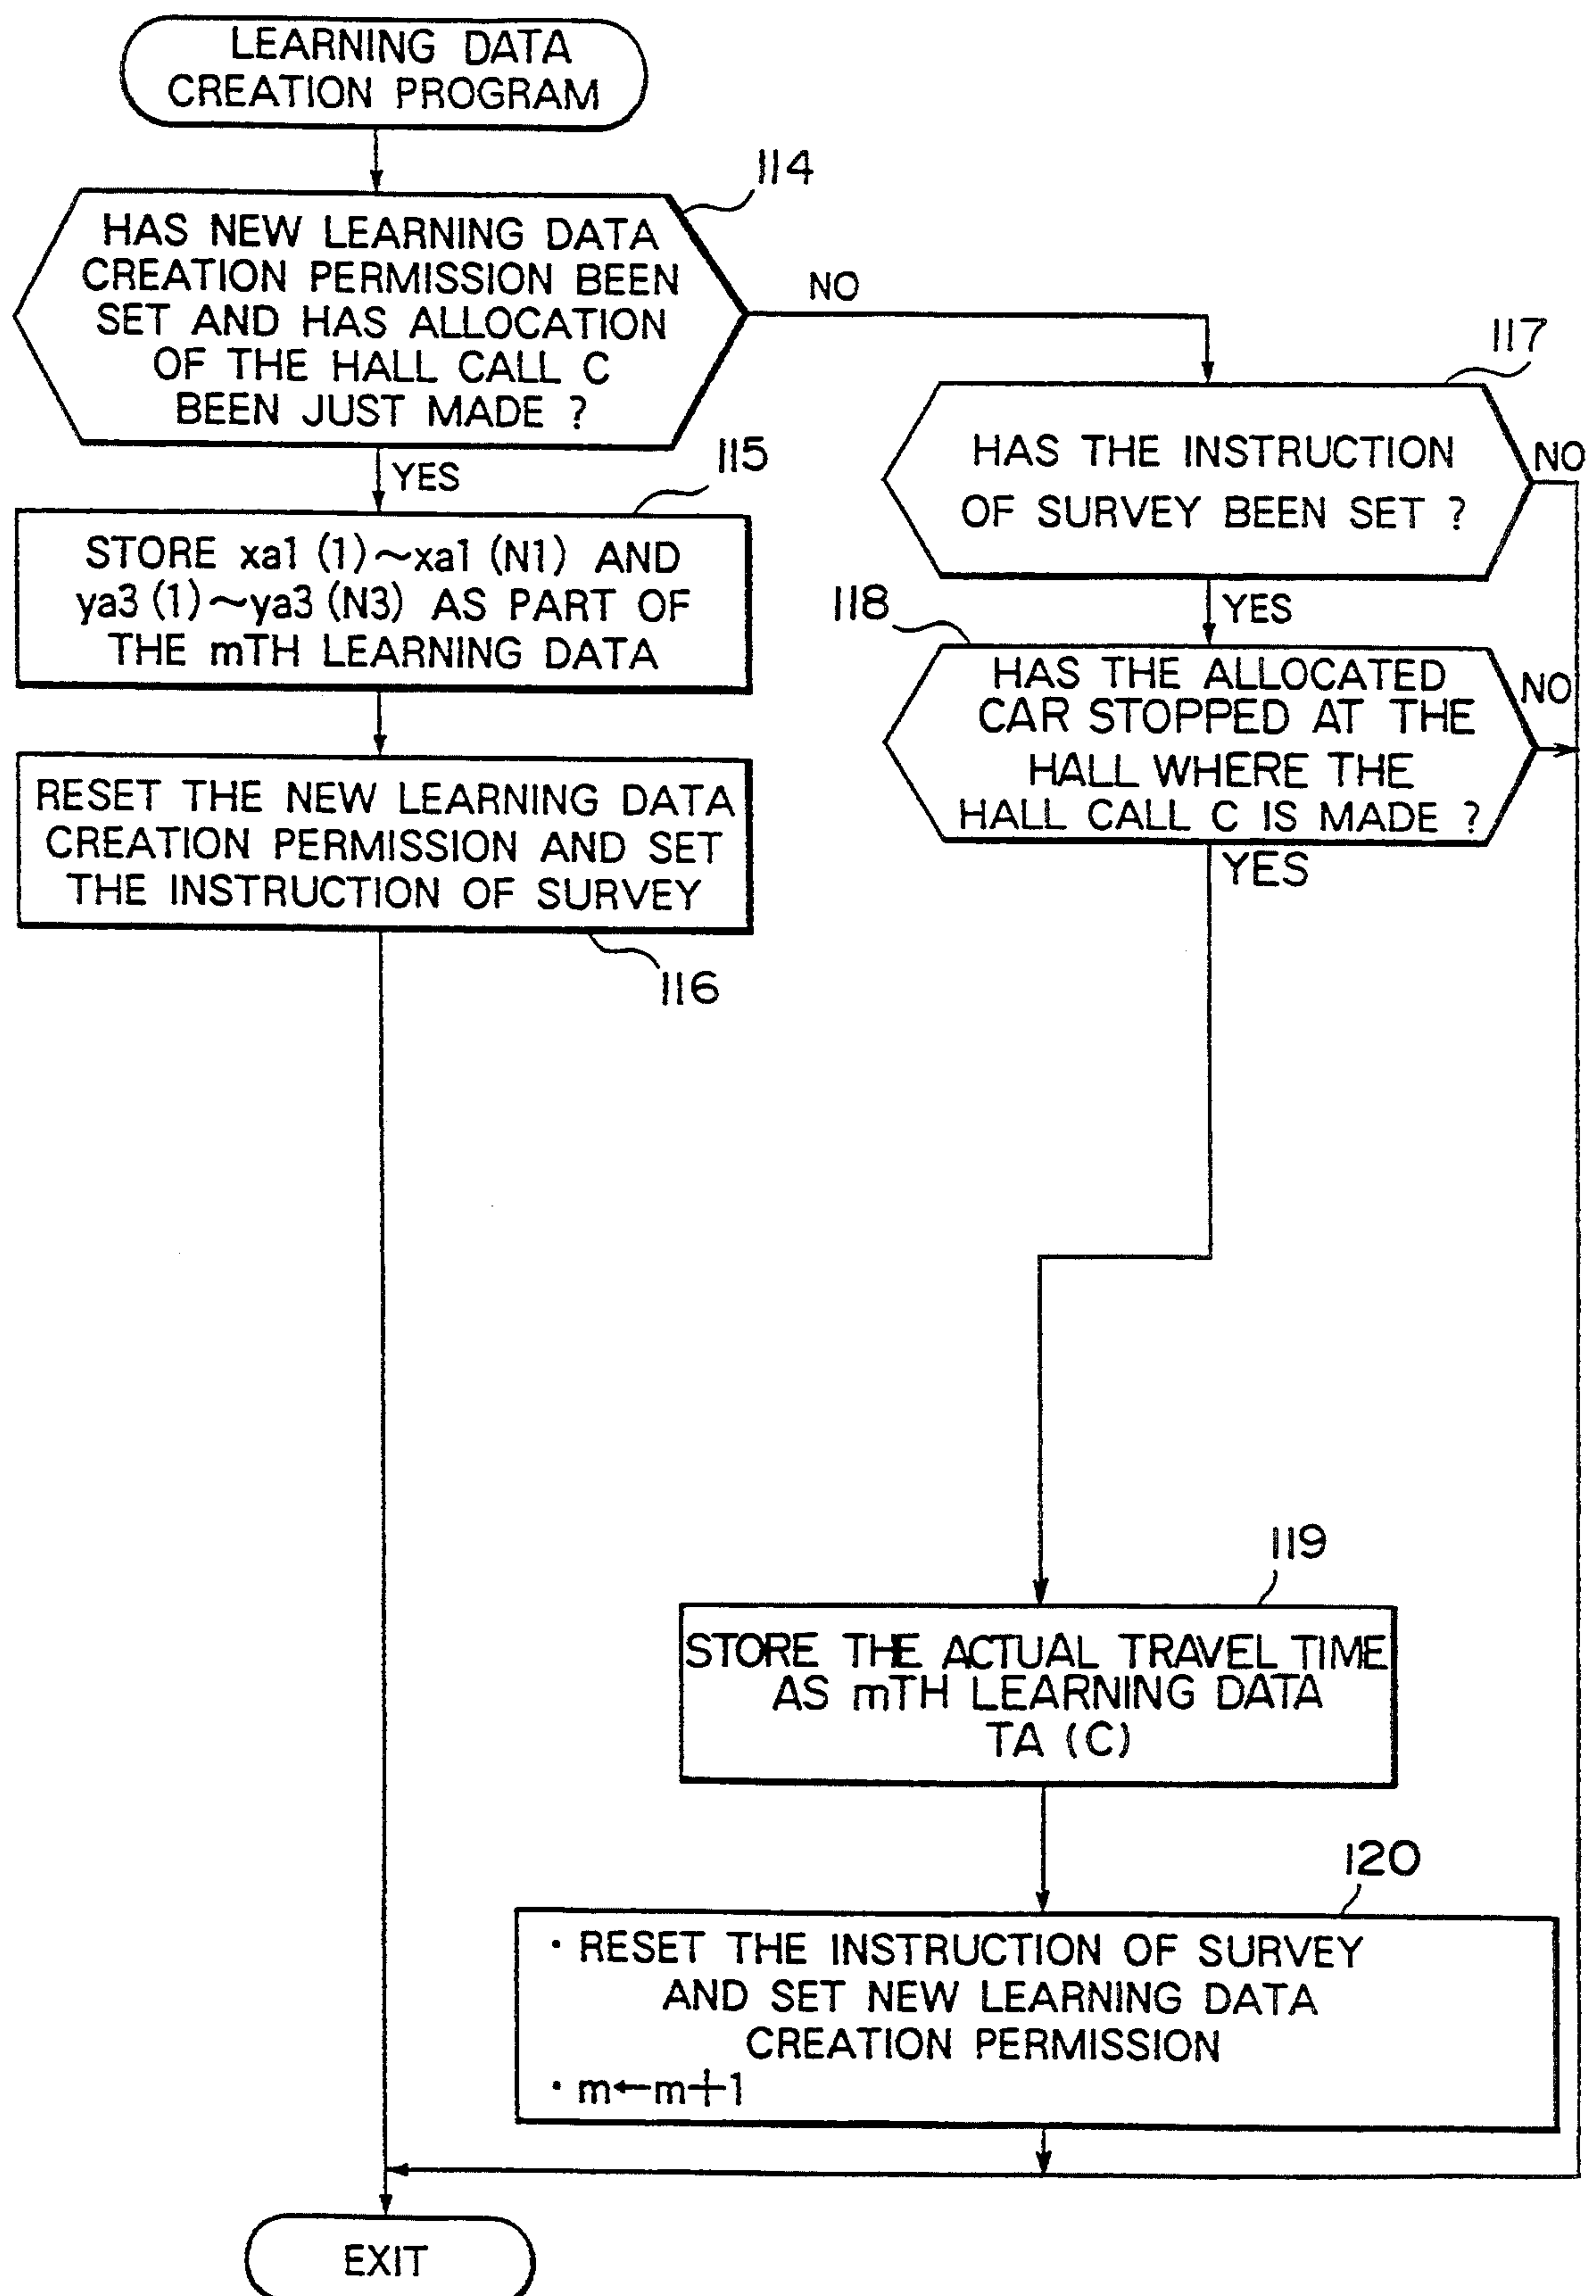 LEARNING DATA
CREATION PROGRAM
114
HAS NEW LEARNING DATA
CREATION PERMISSION BEEN
SET AND HAS ALLOCATION
OF THE HALL CALL C
BEEN JUST MADE ?
NO
YES
115
STORE xa1 (1)~xa1 (N1) AND
ya3 (1)~ya3 (N3) AS PART OF
THE mTH LEARNING DATA
RESET THE NEW LEARNING DATA
CREATION PERMISSION AND SET
THE INSTRUCTION OF SURVEY
116
117
HAS THE INSTRUCTION
OF SURVEY BEEN SET ?
NO
YES
118
HAS THE ALLOCATED
CAR STOPPED AT THE
HALL WHERE THE
HALL CALL C IS MADE ?
NO
YES
119
STORE THE ACTUAL TRAVEL TIME
AS mTH LEARNING DATA
TA (C)
120
· RESET THE INSTRUCTION OF SURVEY
AND SET NEW LEARNING DATA
CREATION PERMISSION
· m←m+1
EXIT